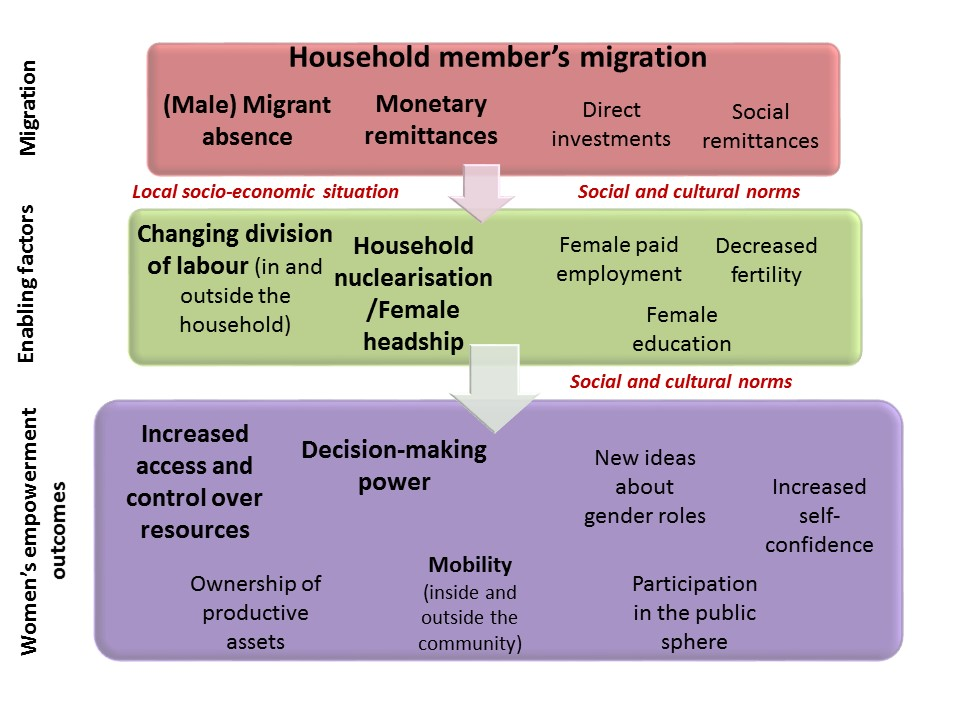 Migration
Household member's migration
(Male) Migrant
absence
Monetary
remittances
Direct
investments
Social
remittances
Local socio-economic situation
Social and cultural norms
Enabling factors
Changing division
of labour (in and
outside the
household)
Household
nuclearisation
/Female
headship
Female paid
employment
Decreased
fertility
Female
education
Social and cultural norms
Women's empowerment
outcomes
Increased
access and
control over
resources
Decision-making
power
New ideas
about
gender roles
Increased
self-
confidence
Ownership of
productive
assets
Mobility
(inside and
outside the
community)
Participation
in the public
sphere